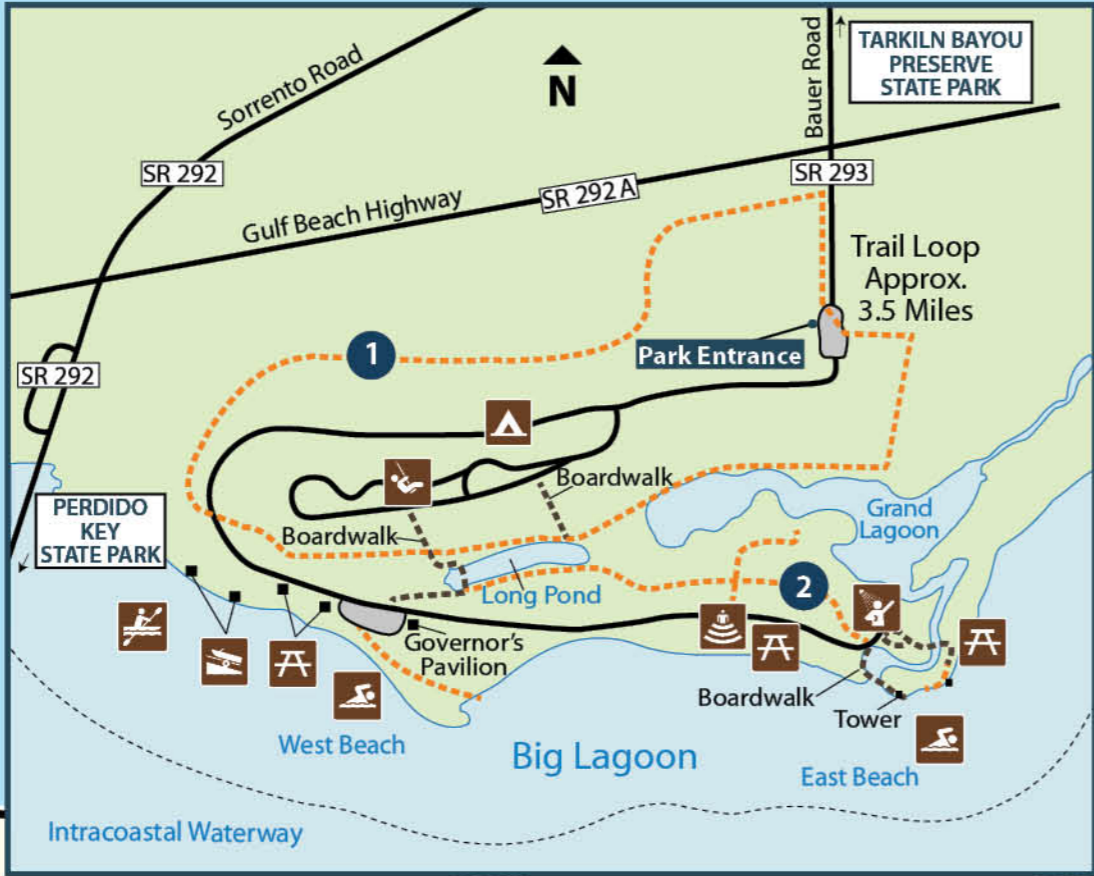 TARKILN BAYOU
PRESERVE
STATE PARK
Bauer Road
Sorrento Road
N
SR 292
SR 293
SR 292 A
Gulf Beach Highway
Trail Loop
Approx.
3.5 Miles
1
Park Entrance
SR 292
Boardwalk
Boardwalk
PERDIDO
KEY
STATE PARK
Grand
Lagoon
Long Pond
2
Governor's
Pavilion
Boardwalk
Tower
West Beach
Big Lagoon
East Beach
Intracoastal Waterway